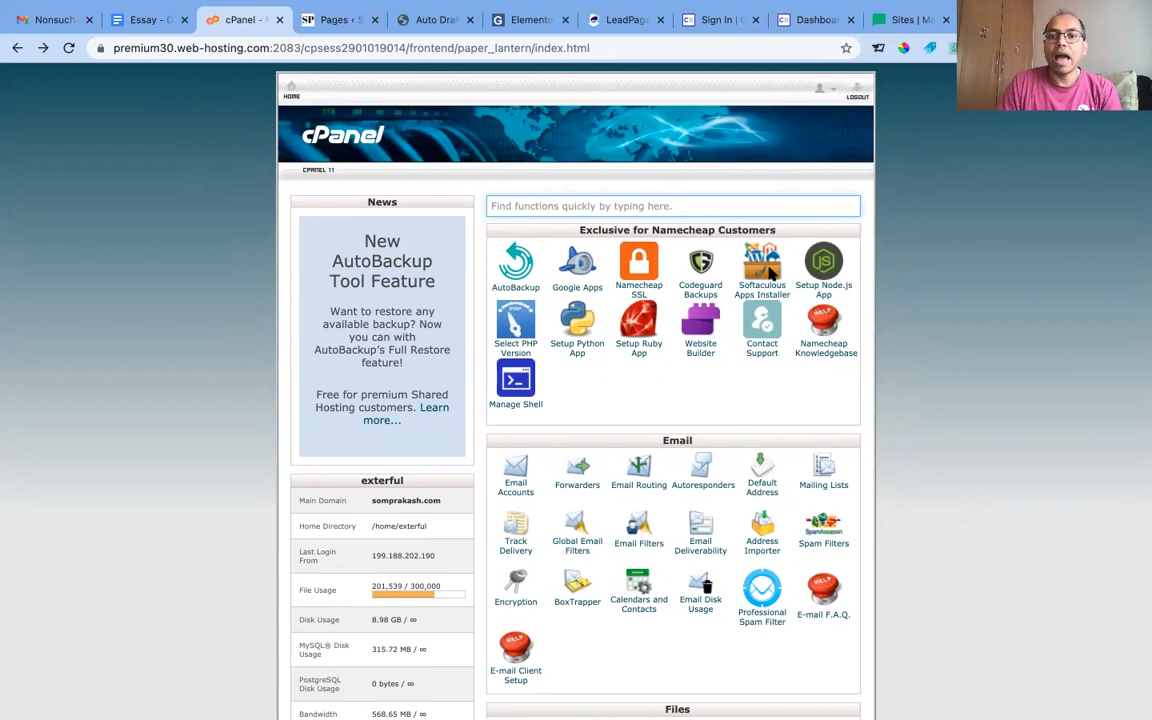 Nonsuch
Essay - G
cPanel -
Pages <
Auto Draf
Elemento
LeadPage
Sign In |
Dashboar
Sites | Ma
premium30.web-hosting.com:2083/cpsess2901019014/frontend/paper_lantern/index.html
HOME
LOGOUT
cPanel
CPANEL 11
News
New
AutoBackup
Tool Feature
Want to restore any
available backup? Now
you can with
AutoBackup's Full Restore
feature!
Free for premium Shared
Hosting customers. Learn
more...
exterful
Main Domain somprakash.com
Home Directory /home/exterful
Last Login
From
199.188.202.190
File Usage 201,539 / 300,000
Disk Usage 8.98 GB / ∞
MySQL® Disk
Usage
315.72 MB / ∞
PostgreSQL
Disk Usage
0 bytes / ∞
Bandwidth 568.65 MB / ∞
Find functions quickly by typing here.
Exclusive for Namecheap Customers
AutoBackup
Google Apps
Namecheap
SSL
Codeguard
Backups
Softaculous
Apps Installer
Setup Node.js
App
Select PHP
Version
Setup Python
App
Setup Ruby
App
Website
Builder
Contact
Support
Namecheap
Knowledgebase
Manage Shell
Email
Email
Accounts
Forwarders
Email Routing
Autoresponders
Default
Address
Mailing Lists
Track
Delivery
Global Email
Filters
Email Filters
Email
Deliverability
Address
Importer
Spam Filters
Encryption
BoxTrapper
Calendars and
Contacts
Email Disk
Usage
Professional
Spam Filter
E-mail F.A.Q.
E-mail Client
Setup
Files